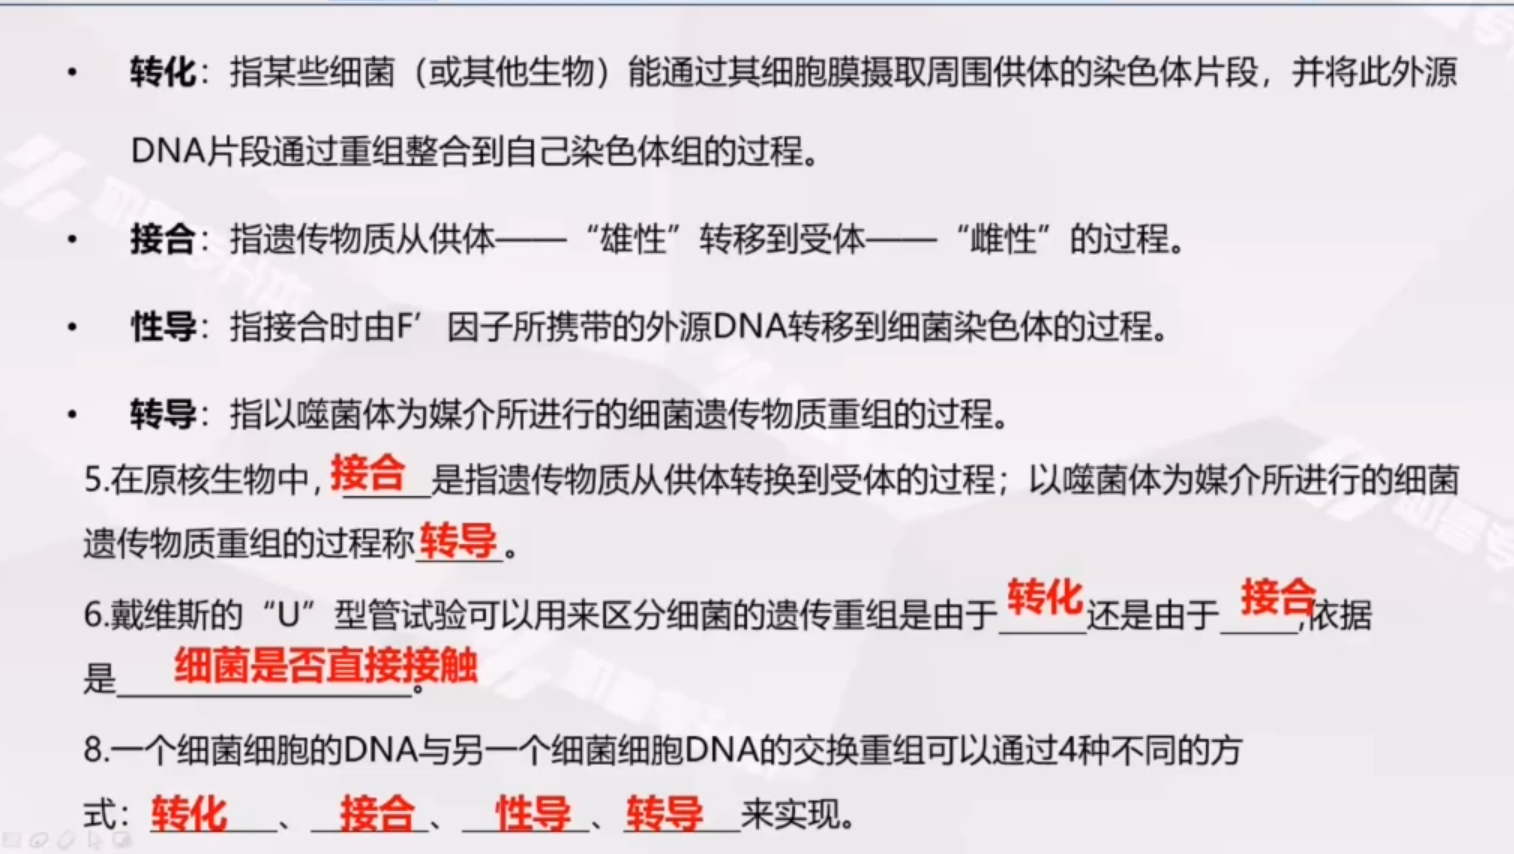 • 转化：指某些细菌（或其他生物）能通过其细胞膜摄取周围供体的染色体片段，并将此外源
DNA片段通过重组整合到自己染色体组的过程。
• 接合：指遗传物质从供体——“雄性”转移到受体——“雌性”的过程。
• 性导：指接合时由F′因子所携带的外源DNA转移到细菌染色体的过程。
• 转导：指以噬菌体为媒介所进行的细菌遗传物质重组的过程。
5.在原核生物中,接合是指遗传物质从供体转换到受体的过程；以噬菌体为媒介所进行的细菌
遗传物质重组的过程称转导。
6.戴维斯的“U”型管试验可以用来区分细菌的遗传重组是由于转化还是由于接合,依据
是细菌是否直接接触。
8.一个细菌细胞的DNA与另一个细菌细胞DNA的交换重组可以通过4种不同的方
式：转化、接合、性导、转导来实现。